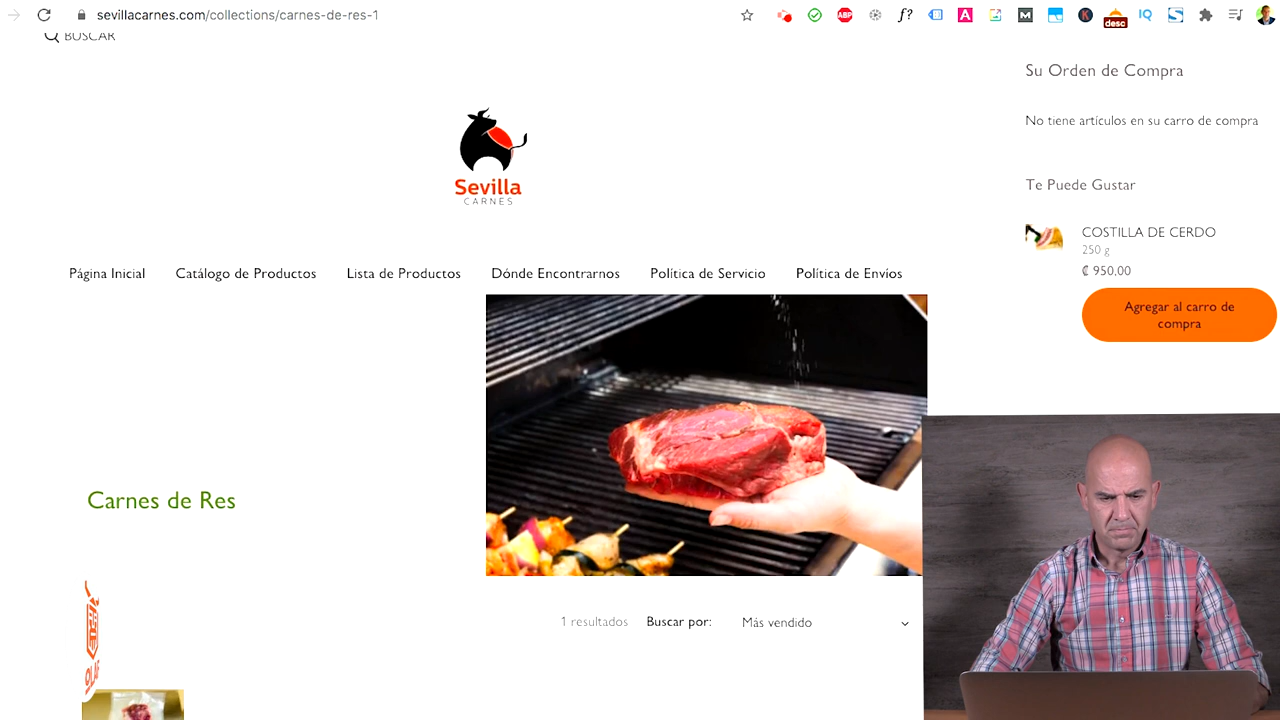 sevillacarnes.com/collections/carnes-de-res-1
ABP
f?
A
M
K
desc
IQ
S
BUSCAR
Su Orden de Compra
No tiene artículos en su carro de compra
Sevilla
CARNES
Te Puede Gustar
COSTILLA DE CERDO
250 g
₡ 950,00
Agregar al carro de
compra
Página Inicial
Catálogo de Productos
Lista de Productos
Dónde Encontrarnos
Política de Servicio
Política de Envíos
Carnes de Res
1 resultados
Buscar por:
Más vendido